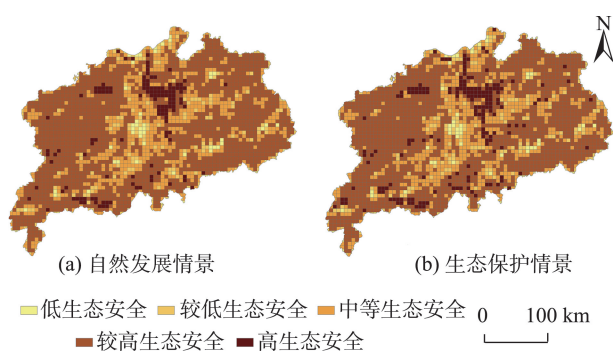 N
(a) 自然发展情景
(b) 生态保护情景
低生态安全 较低生态安全 中等生态安全
较高生态安全 高生态安全
0 100 km